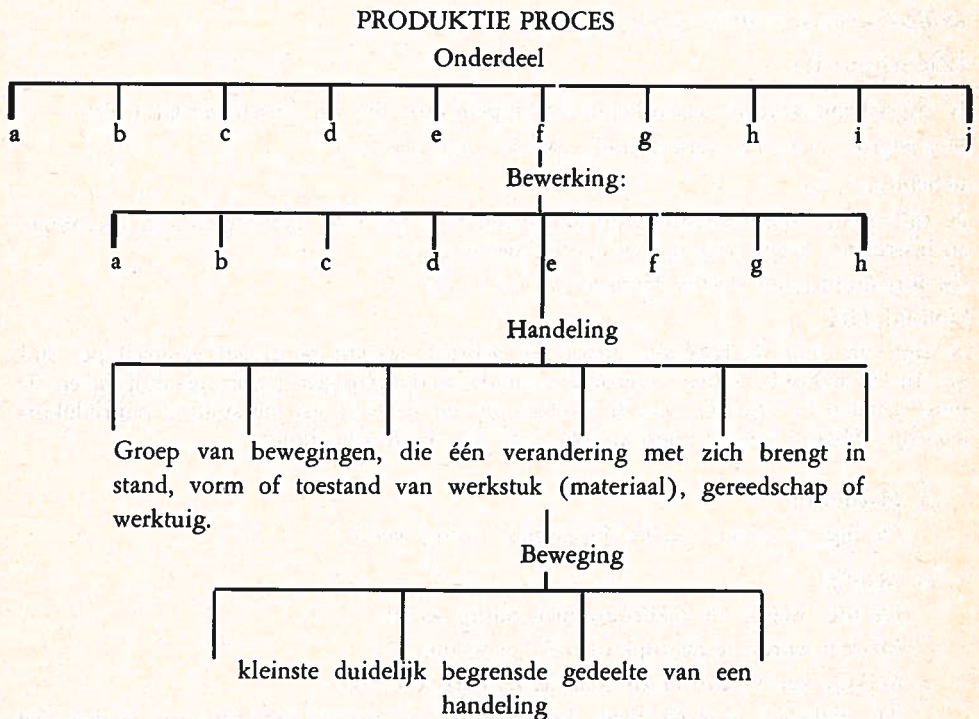 PRODUKTIE PROCES
Onderdeel
a b c d e f g h i j
Bewerking:
a b c d e f g h
Handeling
Groep van bewegingen, die één verandering met zich brengt in
stand, vorm of toestand van werkstuk (materiaal), gereedschap of
werktuig.
Beweging
kleinste duidelijk begrensde gedeelte van een
handeling